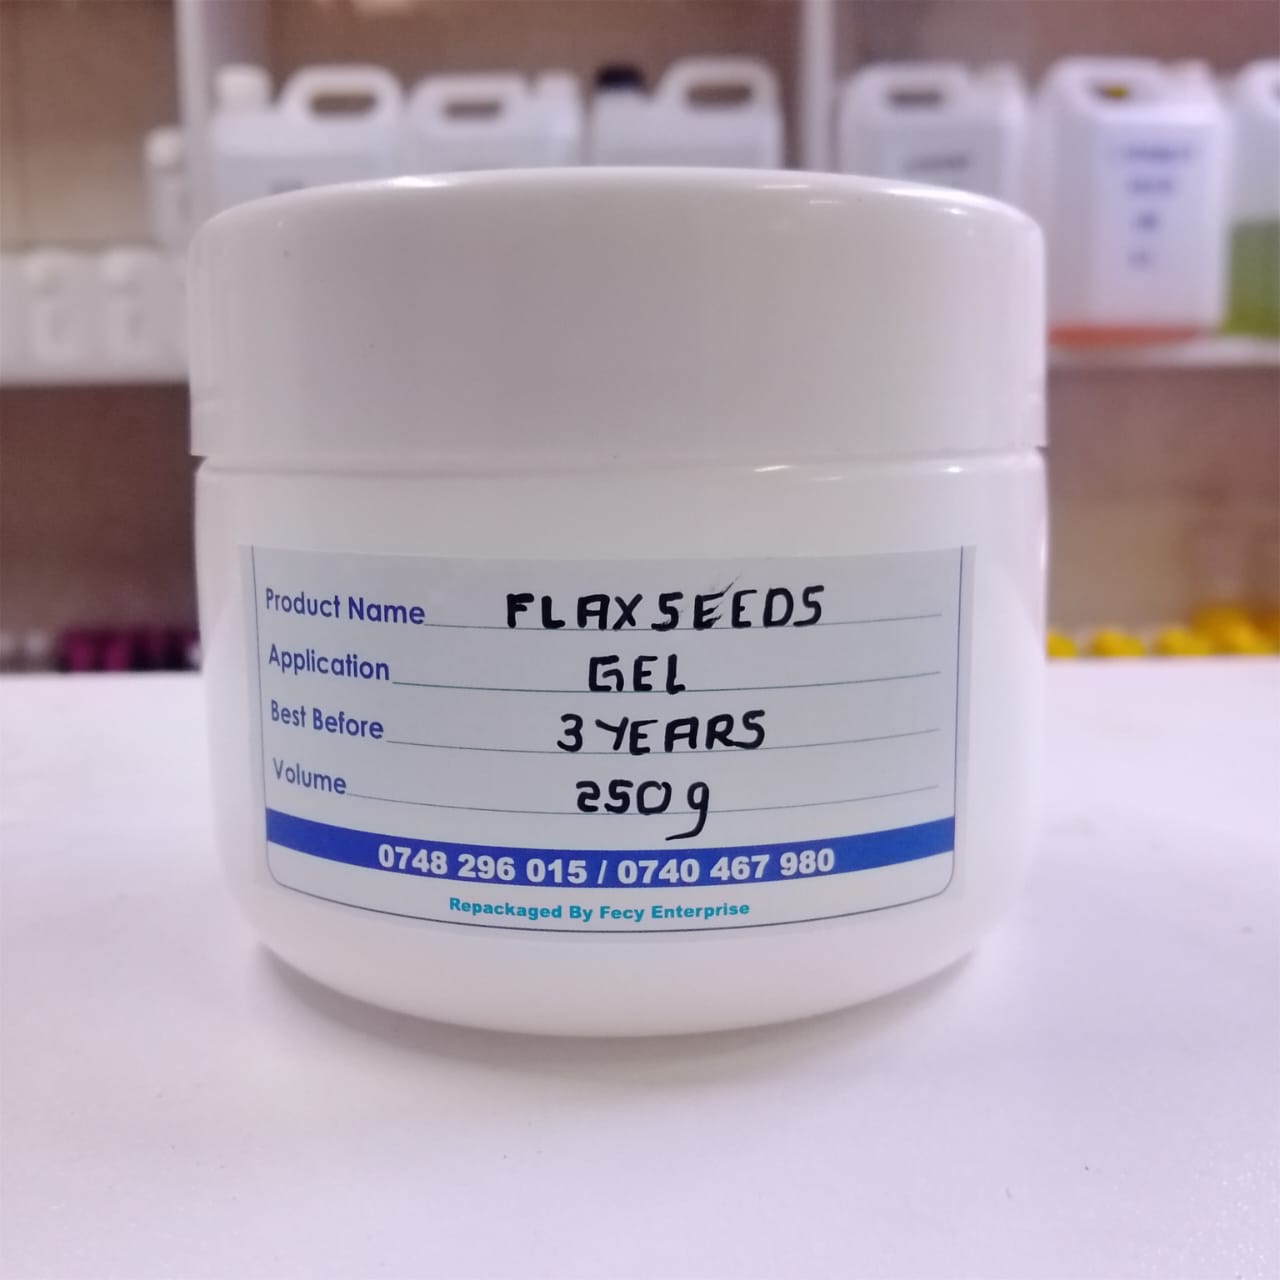 Product Name FLAXSEEDS
Application GEL
Best Before 3 YEARS
Volume 250g
0748 296 015 / 0740 467 980
Repackaged By Fecy Enterprise